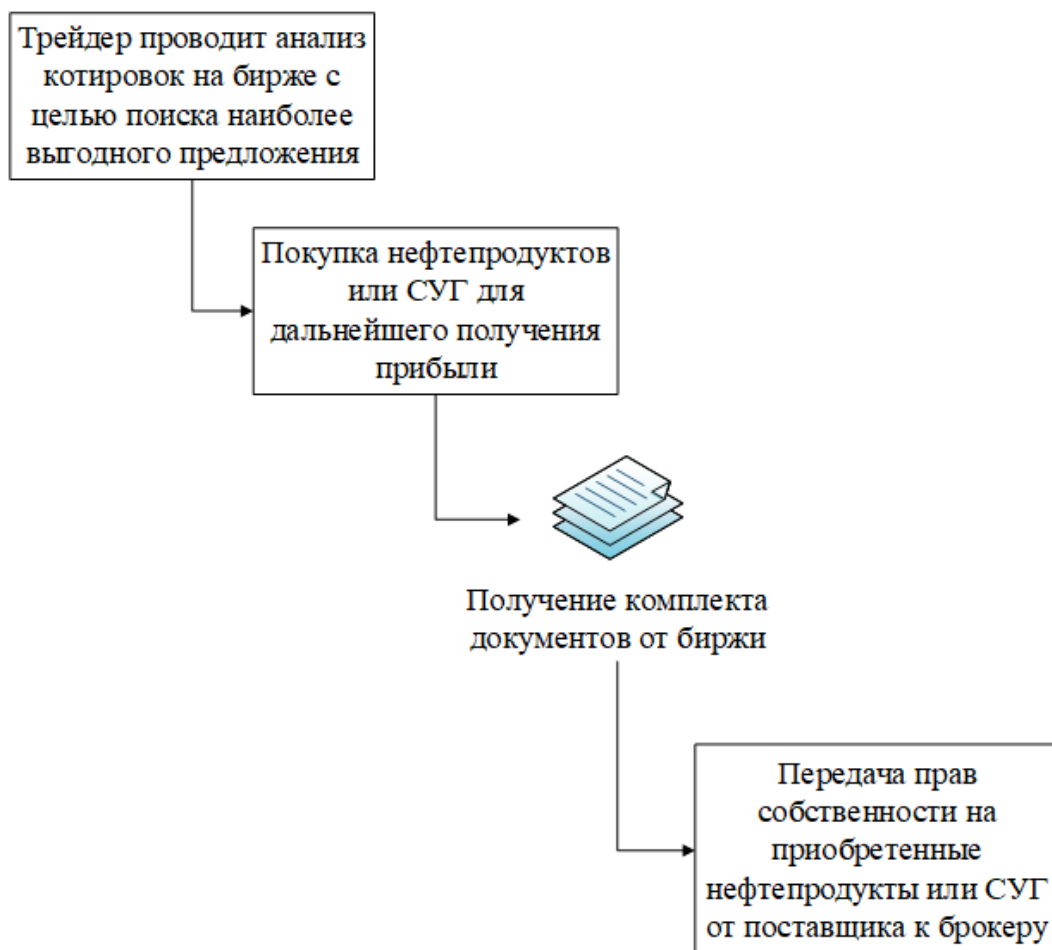 Трейдер проводит анализ
котировок на бирже с
целью поиска наиболее
выгодного предложения
Покупка нефтепродуктов
или СУГ для
дальнейшего получения
прибыли
Получение комплекта
документов от биржи
Передача прав
собственности на
приобретенные
нефтепродукты или СУГ
от поставщика к брокеру